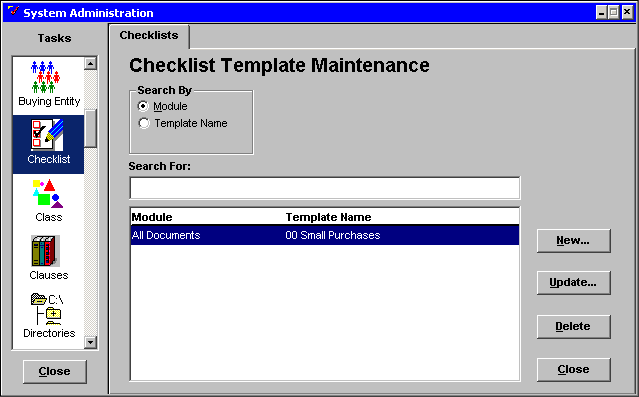 System Administration
Tasks
Buying Entity
Checklist
Class
Clauses
C:\
Directories
Close
Checklists
Checklist Template Maintenance
Search By
Module
Template Name
Search For:
Module Template Name
All Documents 00 Small Purchases
New...
Update...
Delete
Close